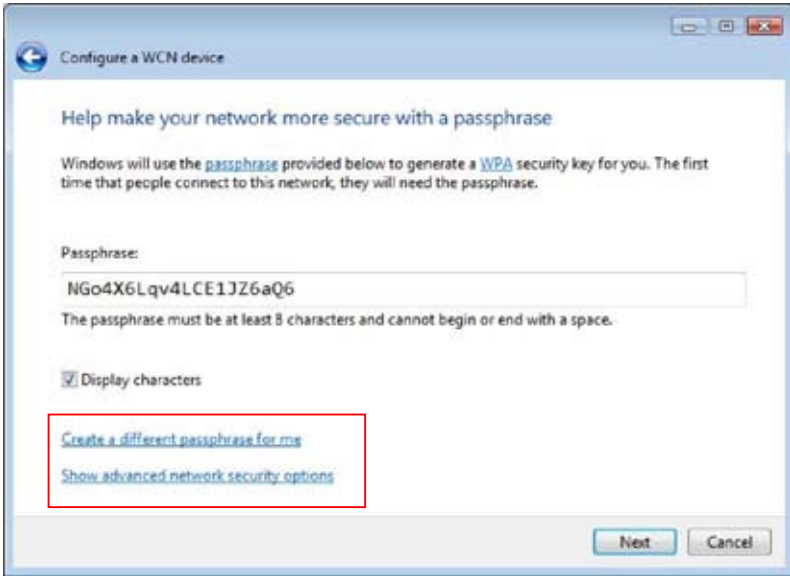 Configure a WCN device
Help make your network more secure with a passphrase
Windows will use the passphrase provided below to generate a WPA security key for you. The first
time that people connect to this network, they will need the passphrase.
Passphrase:
NGo4X6Lqv4LCE1JZ6aQ6
The passphrase must be at least 8 characters and cannot begin or end with a space.
Display characters
Create a different passphrase for me
Show advanced network security options
Next Cancel